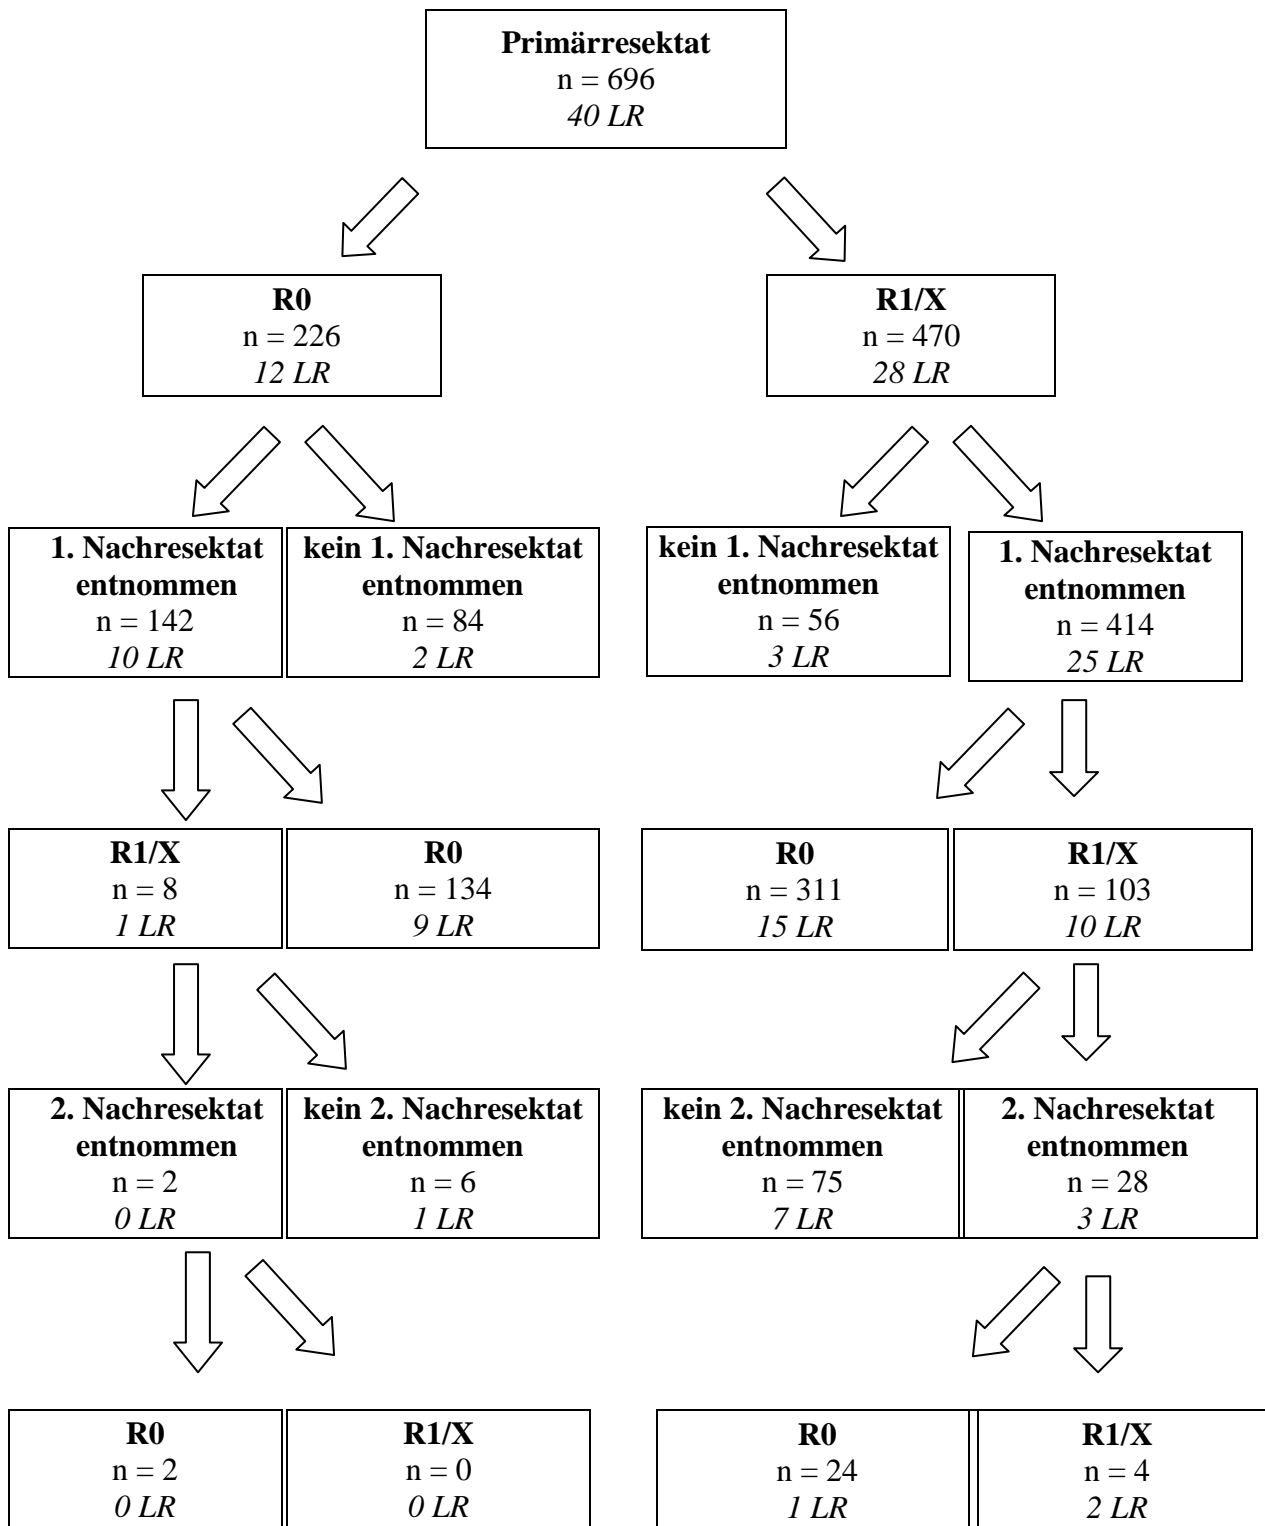 Primärresektat
n = 696
40 LR
R0
n = 226
12 LR
R1/X
n = 470
28 LR
1. Nachresektat
entnommen
n = 142
10 LR
kein 1. Nachresektat
entnommen
n = 84
2 LR
kein 1. Nachresektat
entnommen
n = 56
3 LR
1. Nachresektat
entnommen
n = 414
25 LR
R1/X
n = 8
1 LR
R0
n = 134
9 LR
R0
n = 311
15 LR
R1/X
n = 103
10 LR
2. Nachresektat
entnommen
n = 2
0 LR
kein 2. Nachresektat
entnommen
n = 6
1 LR
kein 2. Nachresektat
entnommen
n = 75
7 LR
2. Nachresektat
entnommen
n = 28
3 LR
R0
n = 2
0 LR
R1/X
n = 0
0 LR
R0
n = 24
1 LR
R1/X
n = 4
2 LR